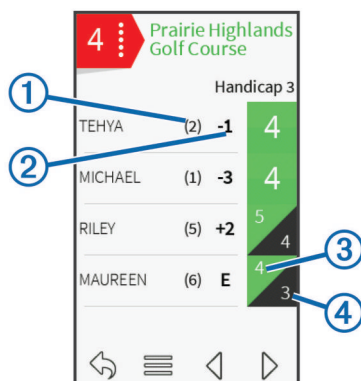 4 Prairie Highlands
Golf Course
Handicap 3
1
TEHYA (2) -1 4
2
MICHAEL (1) -3 4
RILEY (5) +2 5 4
3
MAUREEN (6) E 4 3
4